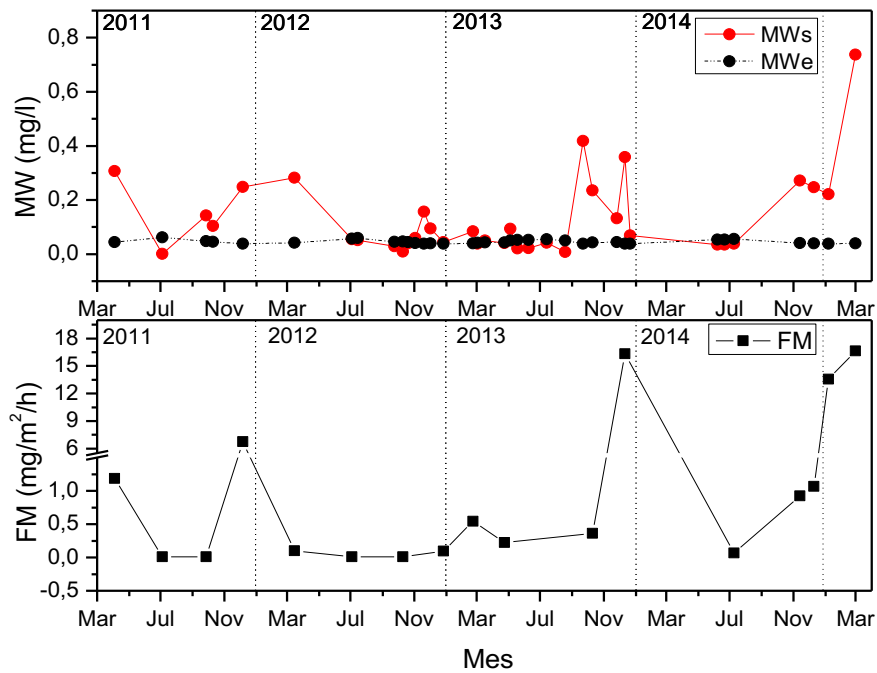 2011
2012
2013
2014
MWs
MWe
0,8
0,6
0,4
0,2
0,0
MW (mg/l)
Mar Jul Nov Mar Jul Nov Mar Jul Nov Mar Jul Nov Mar
2011
2012
2013
2014
FM
18
15
12
9
6
1,0
0,5
0,0
-0,5
FM (mg/m²/h)
Mar Jul Nov Mar Jul Nov Mar Jul Nov Mar Jul Nov Mar
Mes